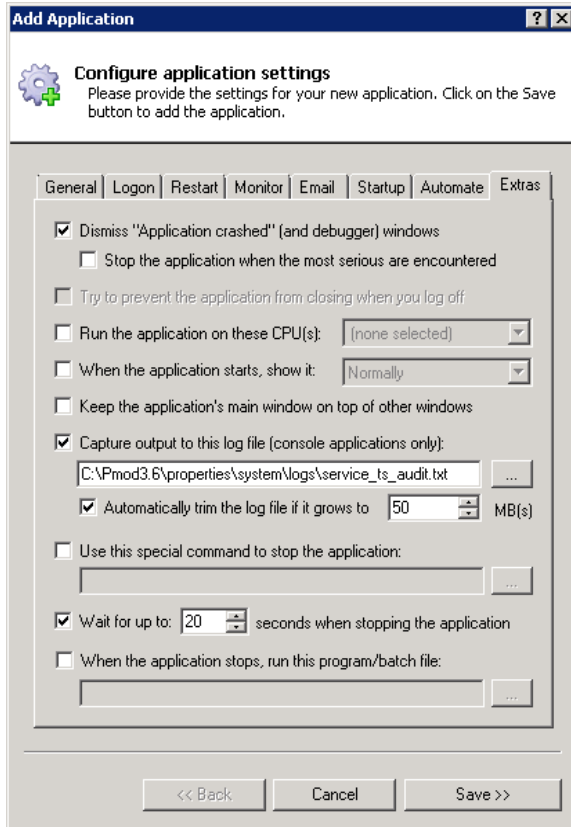 Add Application
Configure application settings
Please provide the settings for your new application. Click on the Save
button to add the application.
General Logon Restart Monitor Email Startup Automate Extras
Dismiss "Application crashed" (and debugger) windows
Stop the application when the most serious are encountered
Try to prevent the application from closing when you log off
Run the application on these CPU(s): (none selected)
When the application starts, show it: Normally
Keep the application's main window on top of other windows
Capture output to this log file (console applications only):
C:\Pmod3.6\properties\system\logs\service_ts_audit.txt ...
Automatically trim the log file if it grows to 50 MB(s)
Use this special command to stop the application:
...
Wait for up to: 20 seconds when stopping the application
When the application stops, run this program/batch file:
...
<< Back Cancel Save >>